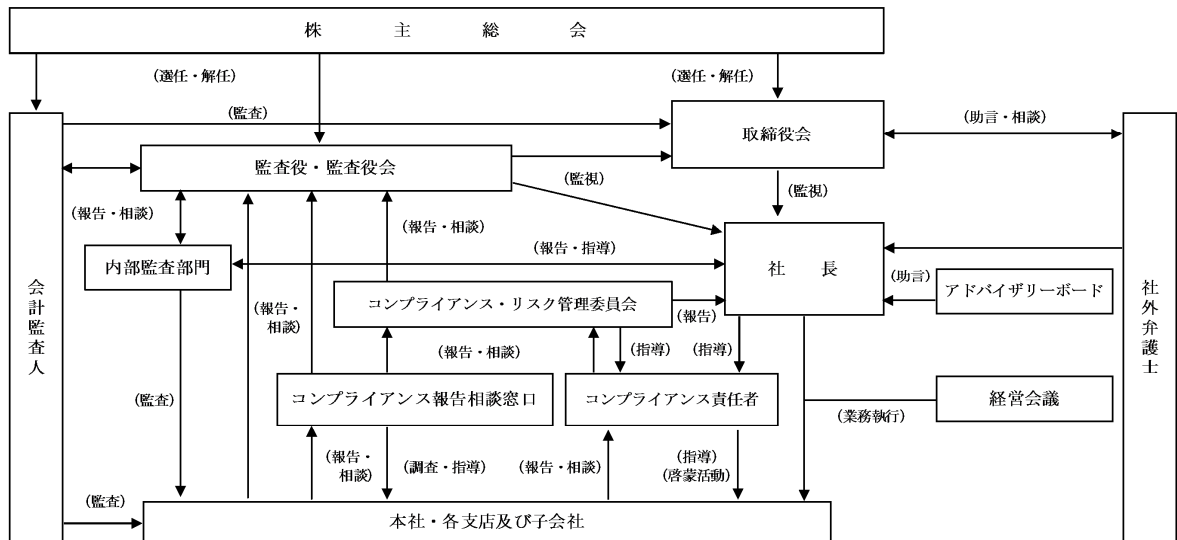 株主総会
（選任・解任）
（選任・解任）
（監査）
取締役会
（助言・相談）
監査役・監査役会
（監視）
（監視）
（報告・相談）
（報告・相談）
（報告・指導）
内部監査部門
社長
（助言）
アドバイザリーボード
会計監査人
社外弁護士
コンプライアンス・リスク管理委員会
（報告）
（報告・
相談）
（報告・相談）
（指導）
（指導）
コンプライアンス報告相談窓口
コンプライアンス責任者
経営会議
（監査）
（業務執行）
（報告・
相談）
（調査・指導）
（報告・相談）
（指導）
（啓蒙活動）
（監査）
本社・各支店及び子会社